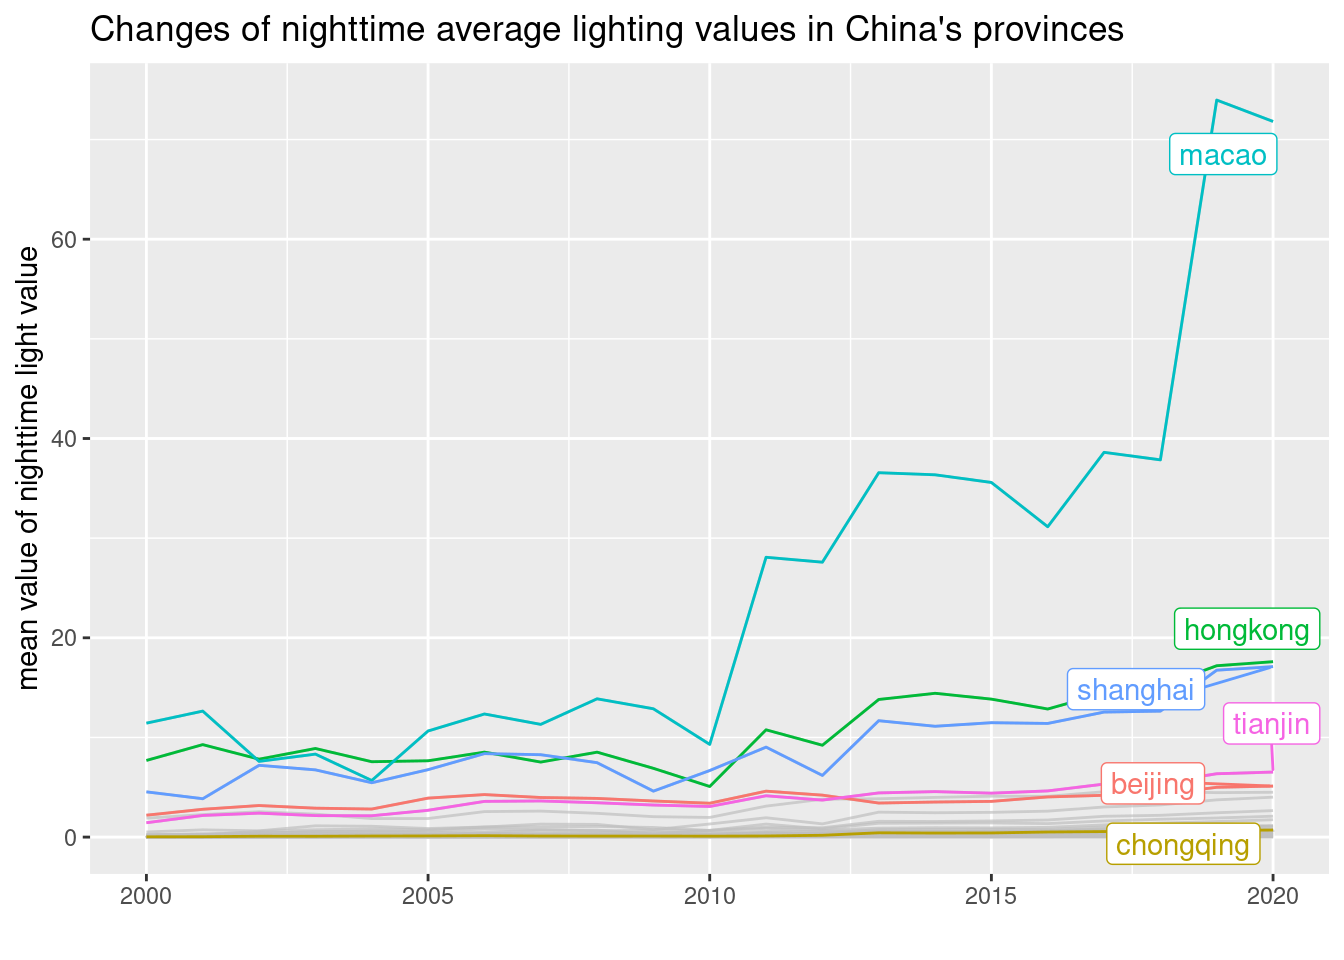 Changes of nighttime average lighting values in China's provinces
mean value of nighttime light value
60
40
20
0
macao
hongkong
shanghai
tianjin
beijing
chongqing
2000 2005 2010 2015 2020